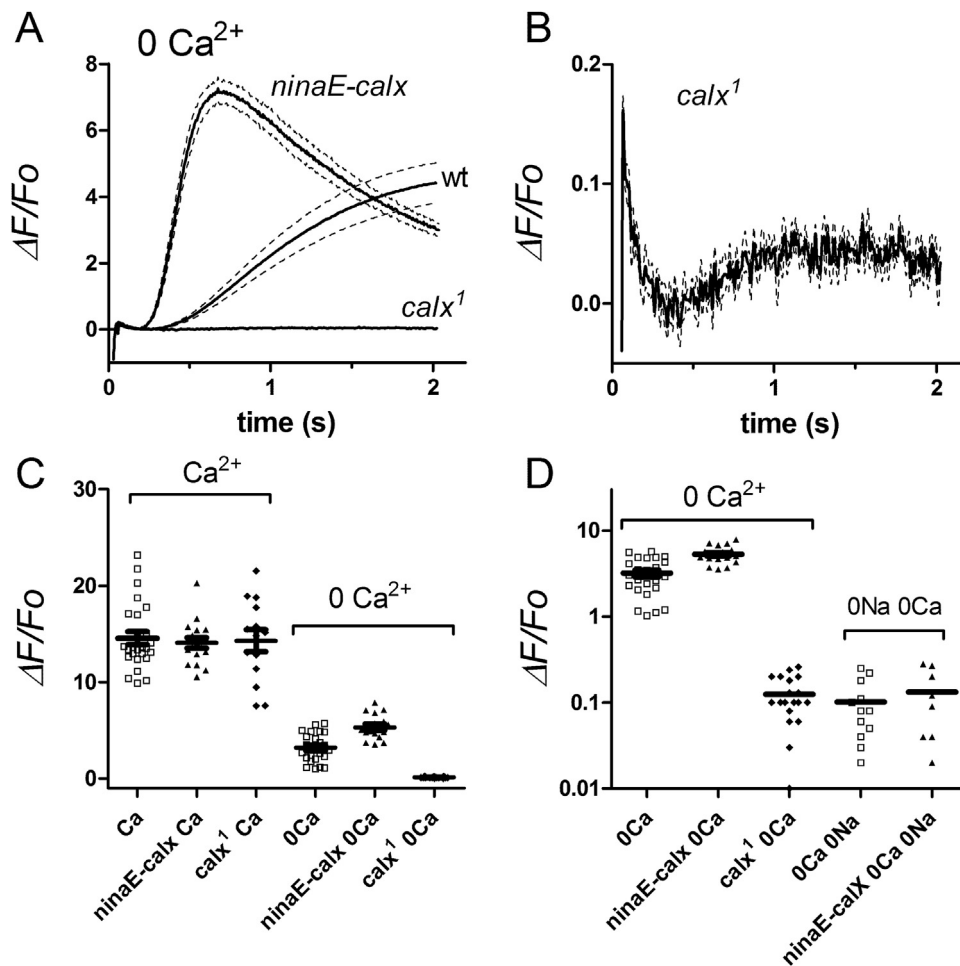 A
0 Ca²⁺
8
6
4
2
0
ΔF/Fo
ninaE-calx
wt
calx¹
0
1
2
time (s)
B
0.2
0.1
0.0
ΔF/Fo
calx¹
0
1
2
time (s)
C
30
20
10
0
ΔF/Fo
Ca²⁺
0 Ca²⁺
Ca
ninaE-calx Ca
calx¹ Ca
0Ca
ninaE-calx 0Ca
calx¹ 0Ca
D
10
1
0.1
0.01
ΔF/Fo
0 Ca²⁺
0Na 0Ca
0Ca
ninaE-calx 0Ca
calx¹ 0Ca
0Ca 0Na
ninaE-calX 0Ca 0Na